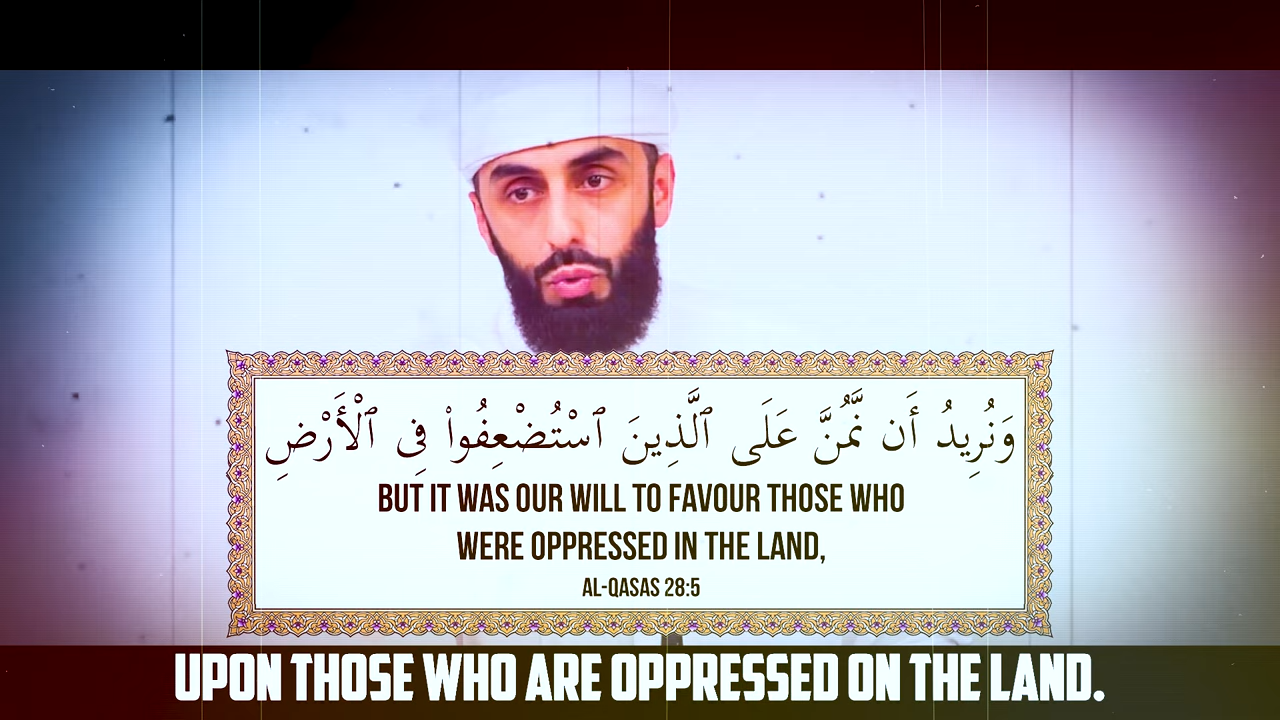 وَنُرِيدُ أَن نَّمُنَّ عَلَى ٱلَّذِينَ ٱسْتُضْعِفُوا۟ فِى ٱلْأَرْضِ
BUT IT WAS OUR WILL TO FAVOUR THOSE WHO
WERE OPPRESSED IN THE LAND,
AL-QASAS 28:5
UPON THOSE WHO ARE OPPRESSED ON THE LAND.